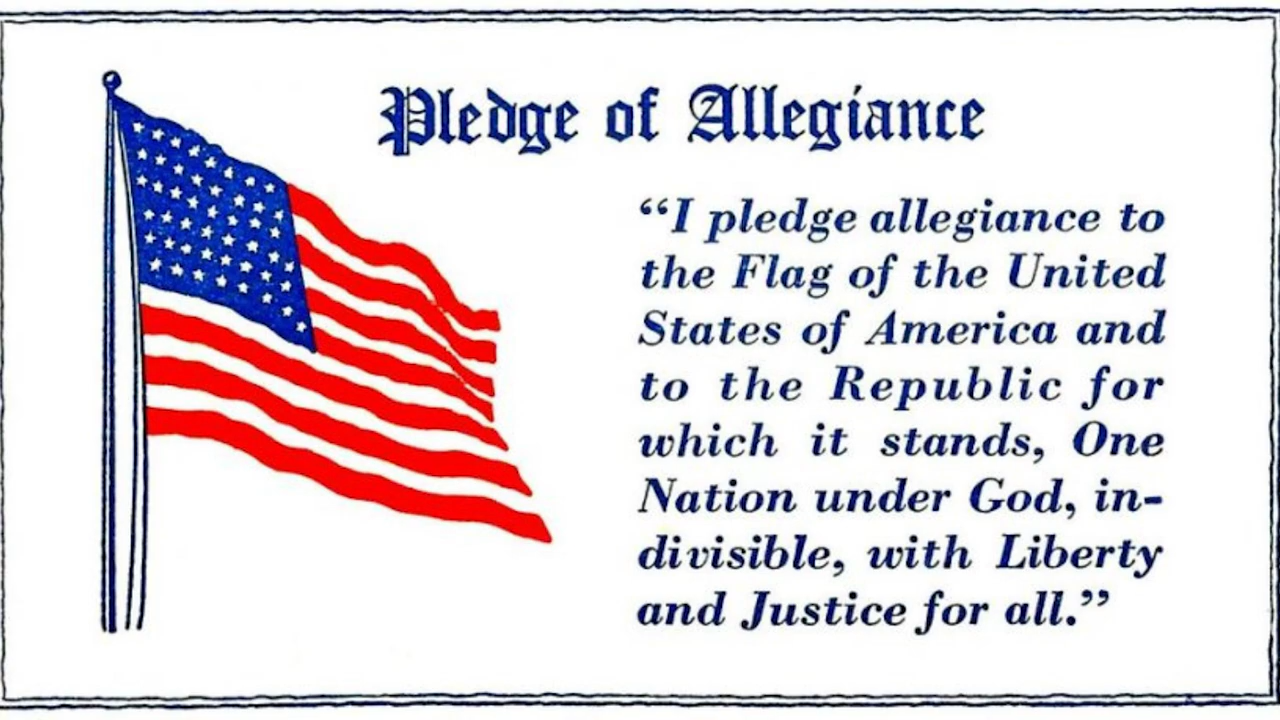 Pledge of Allegiance
“I pledge allegiance to
the Flag of the United
States of America and
to the Republic for
which it stands, One
Nation under God, in-
divisible, with Liberty
and Justice for all.”